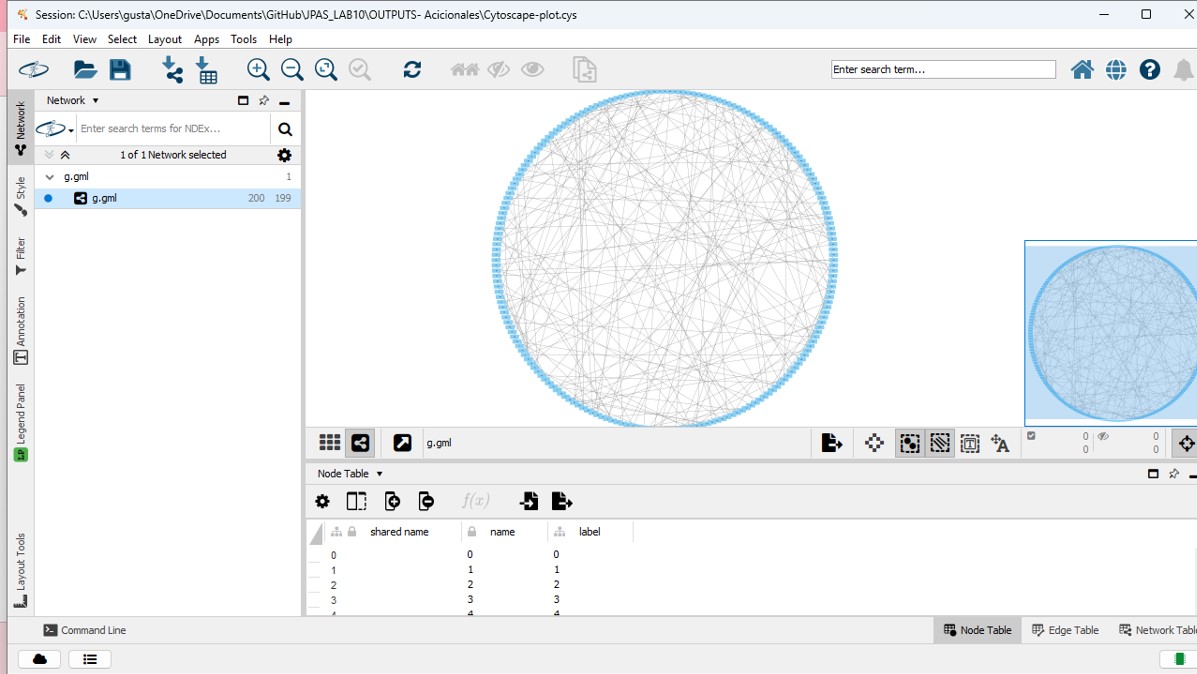 Session: C:\Users\gusta\OneDrive\Documents\GitHub\JPAS_LAB10\OUTPUTS- Acicionales\Cytoscape-plot.cys
File Edit View Select Layout Apps Tools Help
Enter search term...
Network
Enter search terms for NDEx...
1 of 1 Network selected
g.gml 1
g.gml 200 199
Network
Style
Filter
Annotation
Legend Panel
Layout Tools
g.gml
0 0
0 0
Node Table
f(x)
shared name name label
0 0 0
1 1 1
2 2 2
3 3 3
4 4 4
Command Line
Node Table Edge Table Network Table